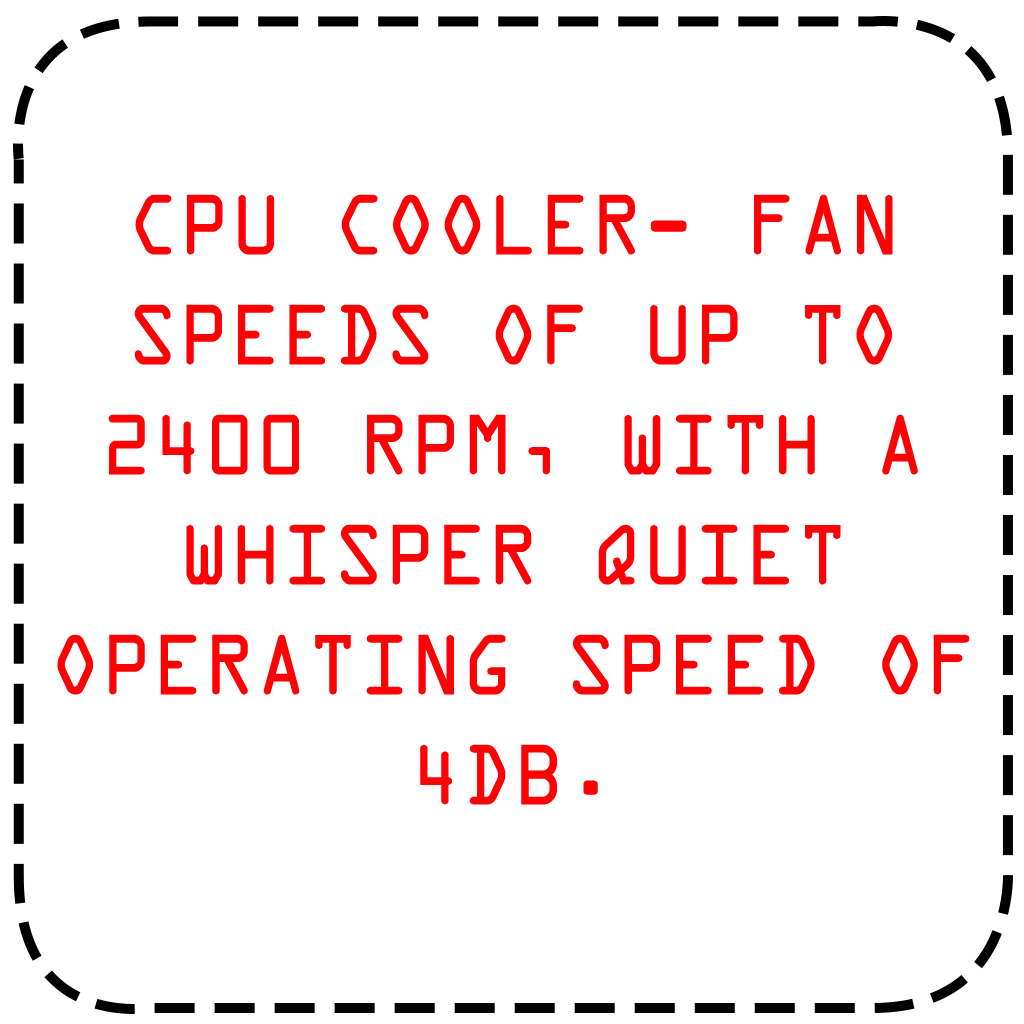 CPU COOLER- FAN
SPEEDS OF UP TO
2400 RPM, WITH A
WHISPER QUIET
OPERATING SPEED OF
4DB.